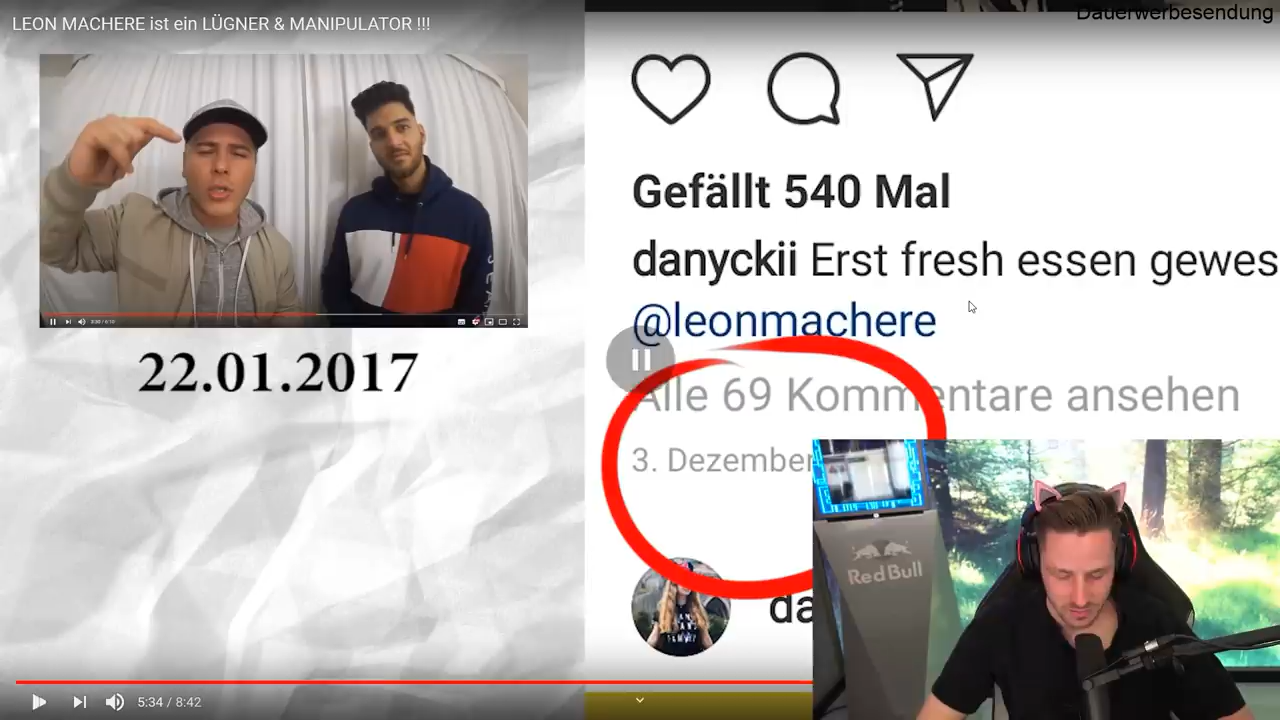 LEON MACHERE ist ein LÜGNER & MANIPULATOR !!!
Dauerwerbesendung
22.01.2017
Gefällt 540 Mal
danyckii Erst fresh essen gewes
@leonmachere
Alle 69 Kommentare ansehen
3. Dezember
da
Red Bull
5:34 / 8:42